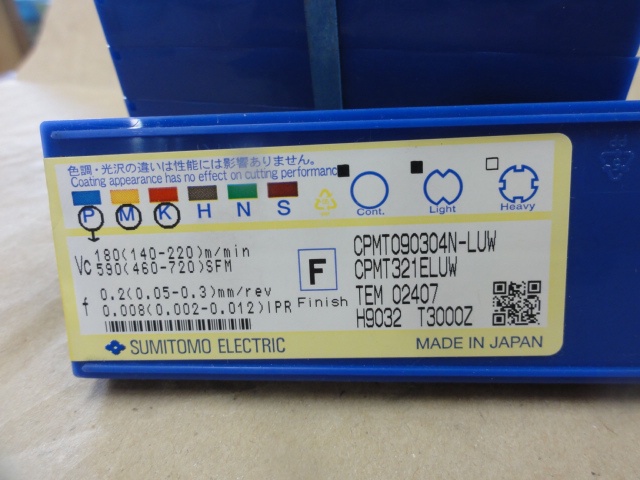 色調・光沢の違いは性能には影響ありません。
Coating appearance has no effect on cutting performance
P M K H N S
Cont. Light Heavy
Vc 180(140-220)m/min
590(460-720)SFM
f 0.2(0.05-0.3)mm/rev
0.008(0.002-0.012)IPR
F
Finish
CPMT090304N-LUW
CPMT321ELUW
TEM 02407
H9032 T3000Z
SUMITOMO ELECTRIC
MADE IN JAPAN